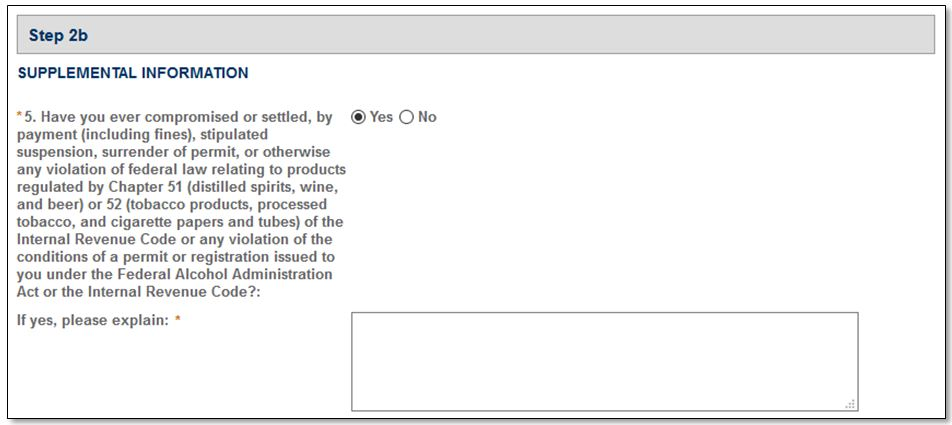 Step 2b
SUPPLEMENTAL INFORMATION
*5. Have you ever compromised or settled, by
payment (including fines), stipulated
suspension, surrender of permit, or otherwise
any violation of federal law relating to products
regulated by Chapter 51 (distilled spirits, wine,
and beer) or 52 (tobacco products, processed
tobacco, and cigarette papers and tubes) of the
Internal Revenue Code or any violation of the
conditions of a permit or registration issued to
you under the Federal Alcohol Administration
Act or the Internal Revenue Code?:
Yes No
If yes, please explain: *